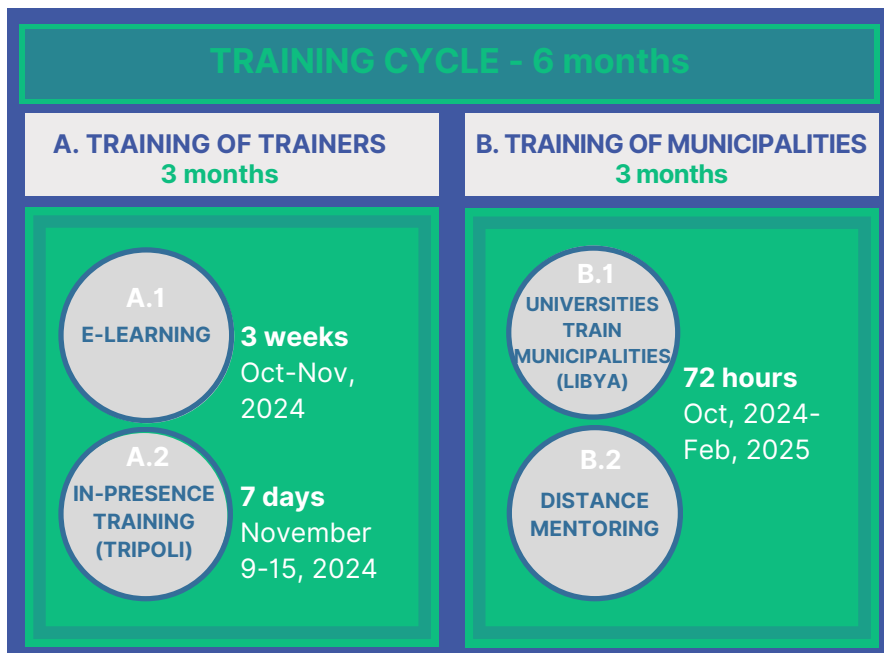 TRAINING CYCLE - 6 months
A. TRAINING OF TRAINERS
3 months
A.1
E-LEARNING
3 weeks
Oct-Nov,
2024
A.2
IN-PRESENCE
TRAINING
(TRIPOLI)
7 days
November
9-15, 2024
B. TRAINING OF MUNICIPALITIES
3 months
B.1
UNIVERSITIES
TRAIN
MUNICIPALITIES
(LIBYA)
72 hours
Oct, 2024-
Feb, 2025
B.2
DISTANCE
MENTORING